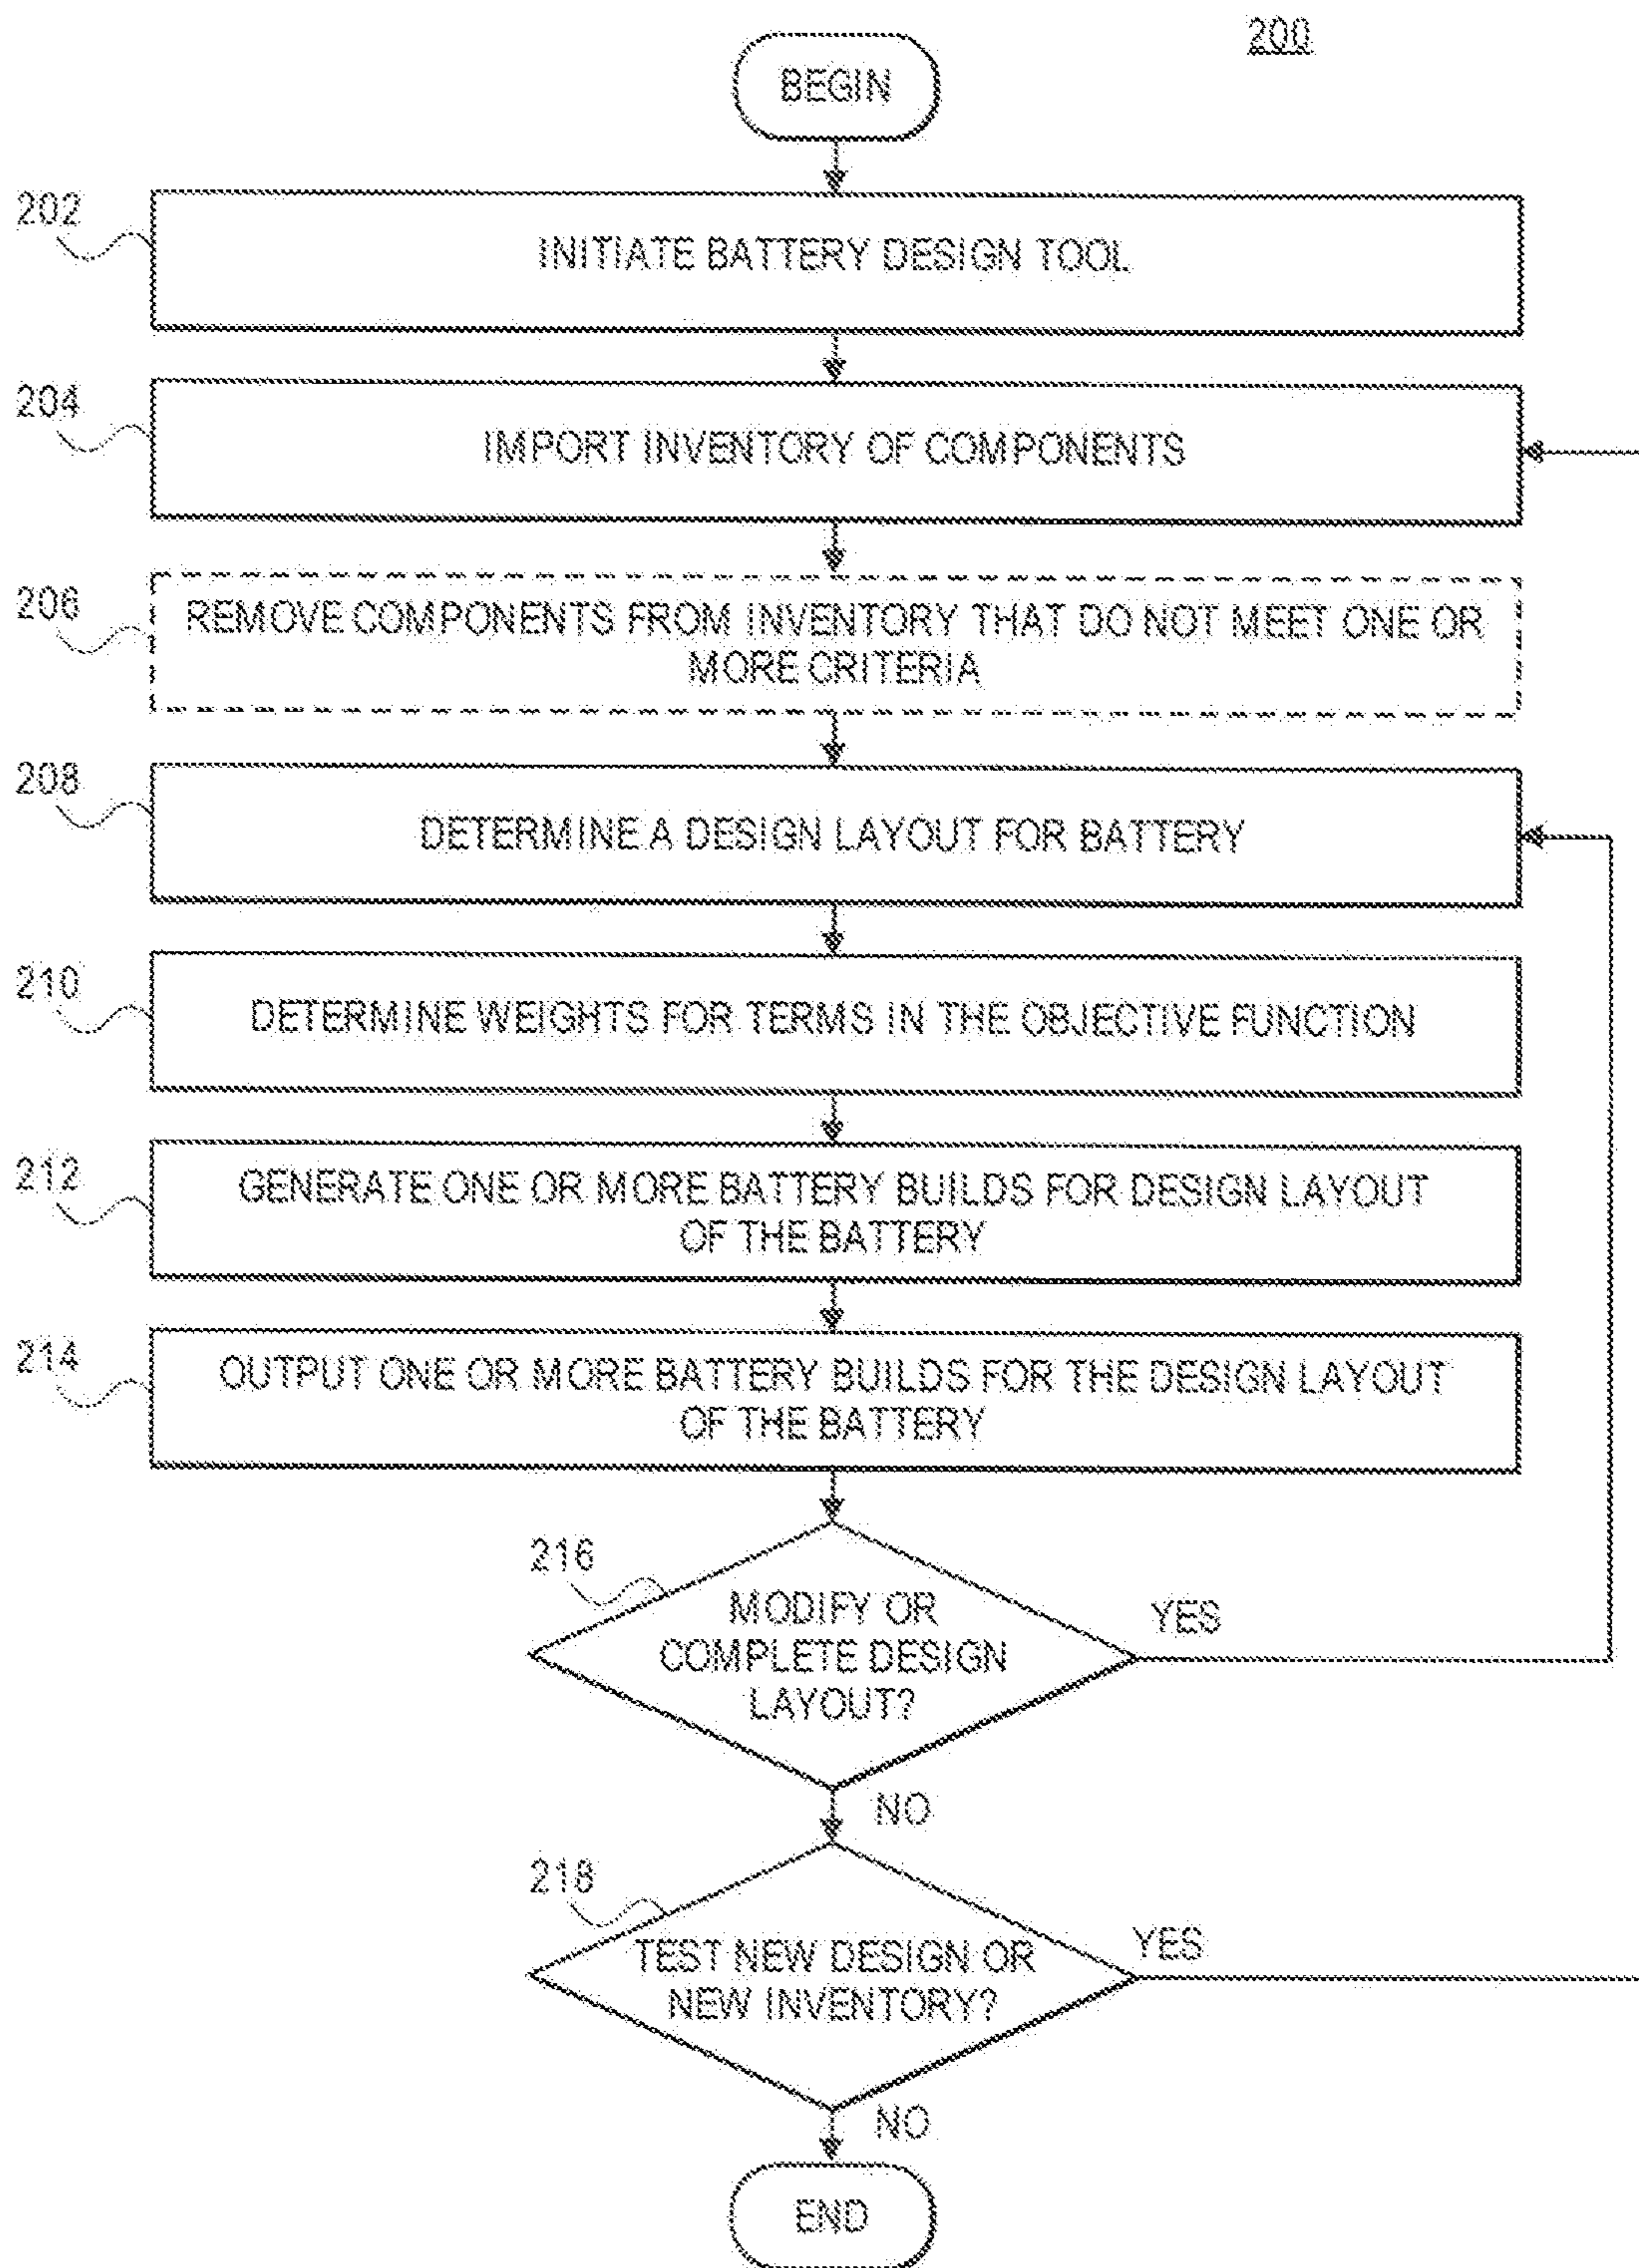 200
BEGIN
202
INITIATE BATTERY DESIGN TOOL
204
IMPORT INVENTORY OF COMPONENTS
206
REMOVE COMPONENTS FROM INVENTORY THAT DO NOT MEET ONE OR
MORE CRITERIA
208
DETERMINE A DESIGN LAYOUT FOR BATTERY
210
DETERMINE WEIGHTS FOR TERMS IN THE OBJECTIVE FUNCTION
212
GENERATE ONE OR MORE BATTERY BUILDS FOR DESIGN LAYOUT
OF THE BATTERY
214
OUTPUT ONE OR MORE BATTERY BUILDS FOR THE DESIGN LAYOUT
OF THE BATTERY
216
MODIFY OR
COMPLETE DESIGN
LAYOUT?
YES
NO
218
TEST NEW DESIGN OR
NEW INVENTORY?
YES
NO
END